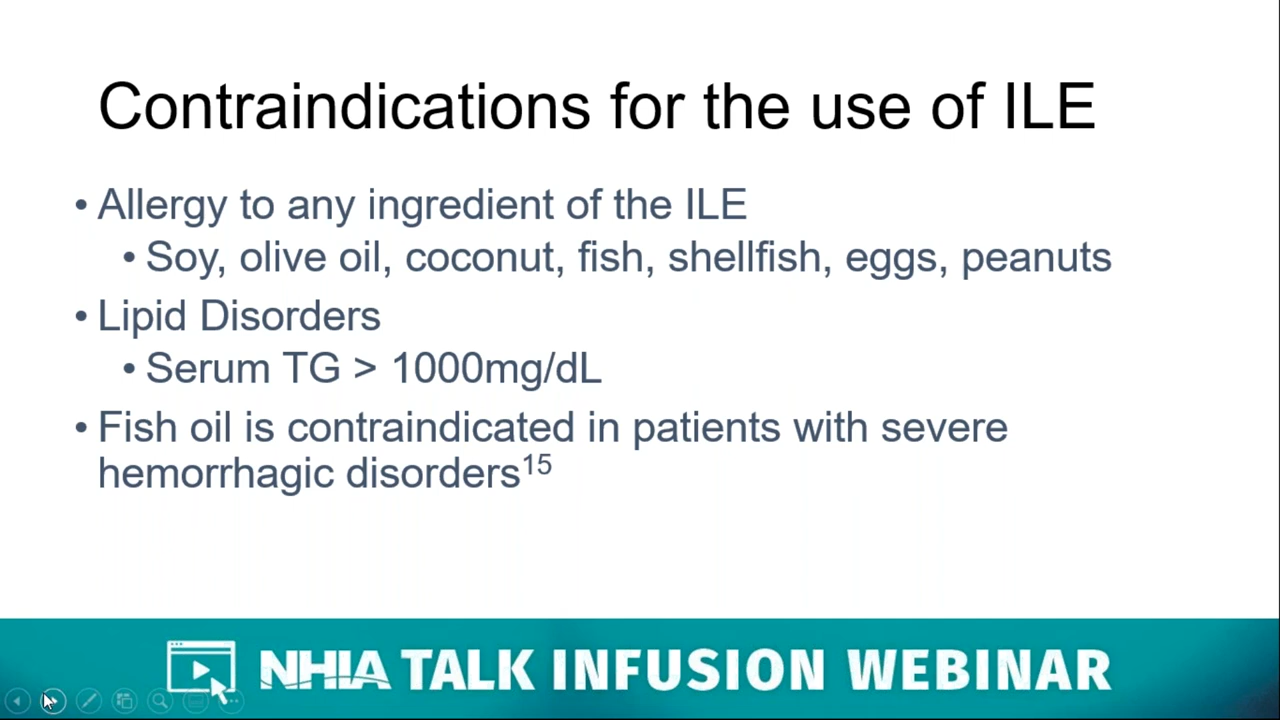 Contraindications for the use of ILE
• Allergy to any ingredient of the ILE
• Soy, olive oil, coconut, fish, shellfish, eggs, peanuts
• Lipid Disorders
• Serum TG > 1000mg/dL
• Fish oil is contraindicated in patients with severe
hemorrhagic disorders15
NHIA TALK INFUSION WEBINAR